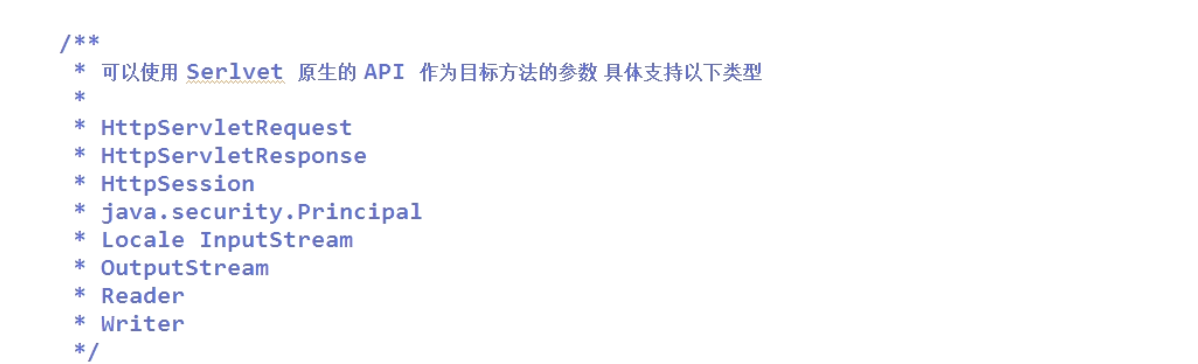 /**
* 可以使用 Serlvet 原生的 API 作为目标方法的参数 具体支持以下类型
*
* HttpServletRequest
* HttpServletResponse
* HttpSession
* java.security.Principal
* Locale InputStream
* OutputStream
* Reader
* Writer
*/